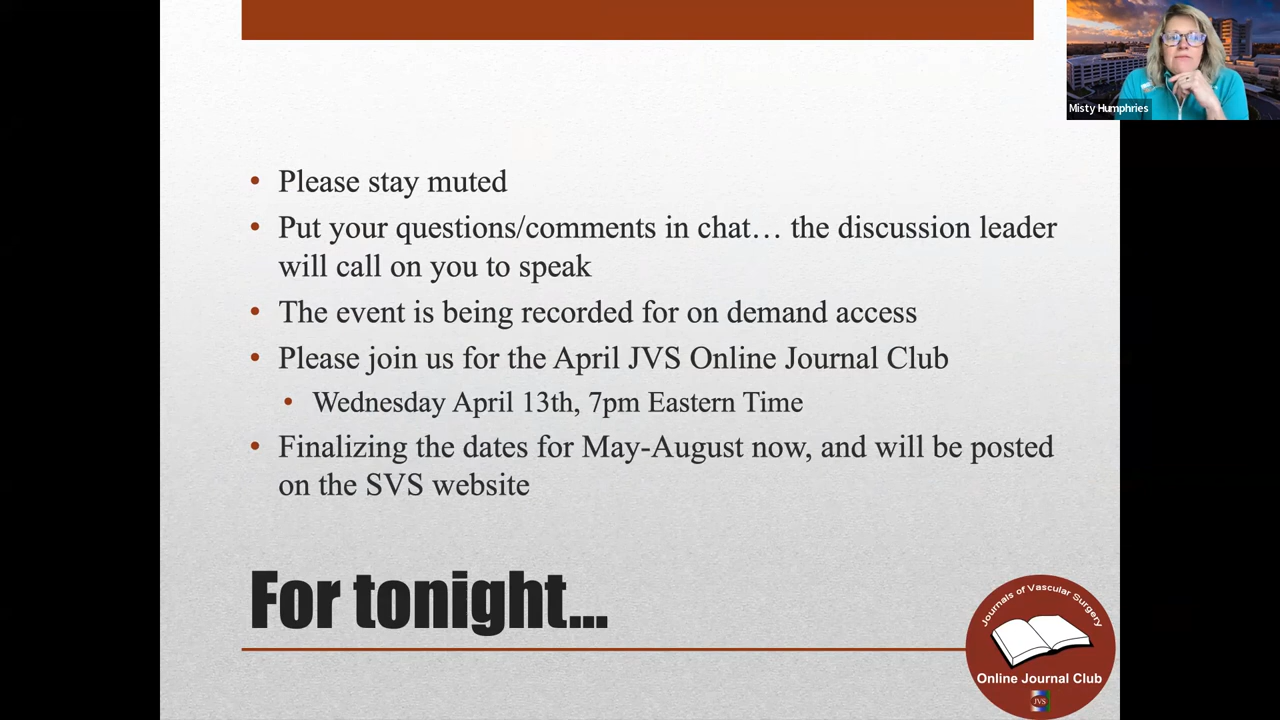 Misty Humphries
• Please stay muted
• Put your questions/comments in chat… the discussion leader
will call on you to speak
• The event is being recorded for on demand access
• Please join us for the April JVS Online Journal Club
• Wednesday April 13th, 7pm Eastern Time
• Finalizing the dates for May-August now, and will be posted
on the SVS website
For tonight...
Journals of Vascular Surgery
Online Journal Club
JVS